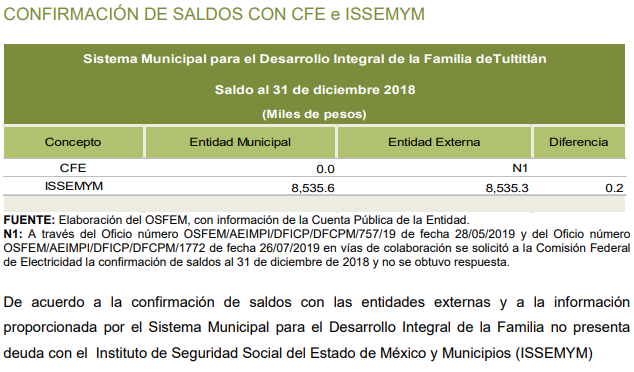 CONFIRMACIÓN DE SALDOS CON CFE e ISSEMYM
Sistema Municipal para el Desarrollo Integral de la Familia deTultitlán
Saldo al 31 de diciembre 2018
(Miles de pesos)
Concepto Entidad Municipal Entidad Externa Diferencia
CFE 0.0 N1
ISSEMYM 8,535.6 8,535.3 0.2
FUENTE: Elaboración del OSFEM, con información de la Cuenta Pública de la Entidad.
N1: A través del Oficio número OSFEM/AEIMPI/DFICP/DFCPM/757/19 de fecha 28/05/2019 y del Oficio número
OSFEM/AEIMPI/DFICP/DFCPM/1772 de fecha 26/07/2019 en vías de colaboración se solicitó a la Comisión Federal
de Electricidad la confirmación de saldos al 31 de diciembre de 2018 y no se obtuvo respuesta.
De acuerdo a la confirmación de saldos con las entidades externas y a la información
proporcionada por el Sistema Municipal para el Desarrollo Integral de la Familia no presenta
deuda con el Instituto de Seguridad Social del Estado de México y Municipios (ISSEMYM)